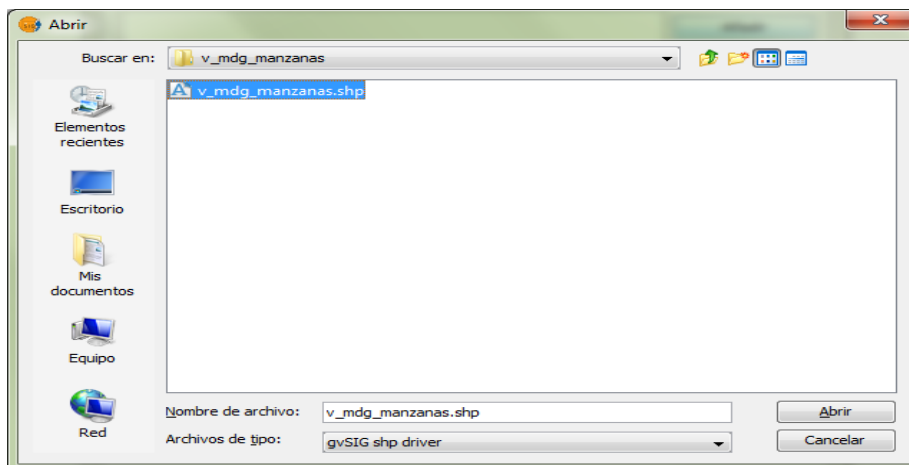 Abrir
Buscar en: v_mdg_manzanas
v_mdg_manzanas.shp
Elementos
recientes
Escritorio
Mis
documentos
Equipo
Red
Nombre de archivo: v_mdg_manzanas.shp Abrir
Archivos de tipo: gvSIG shp driver Cancelar